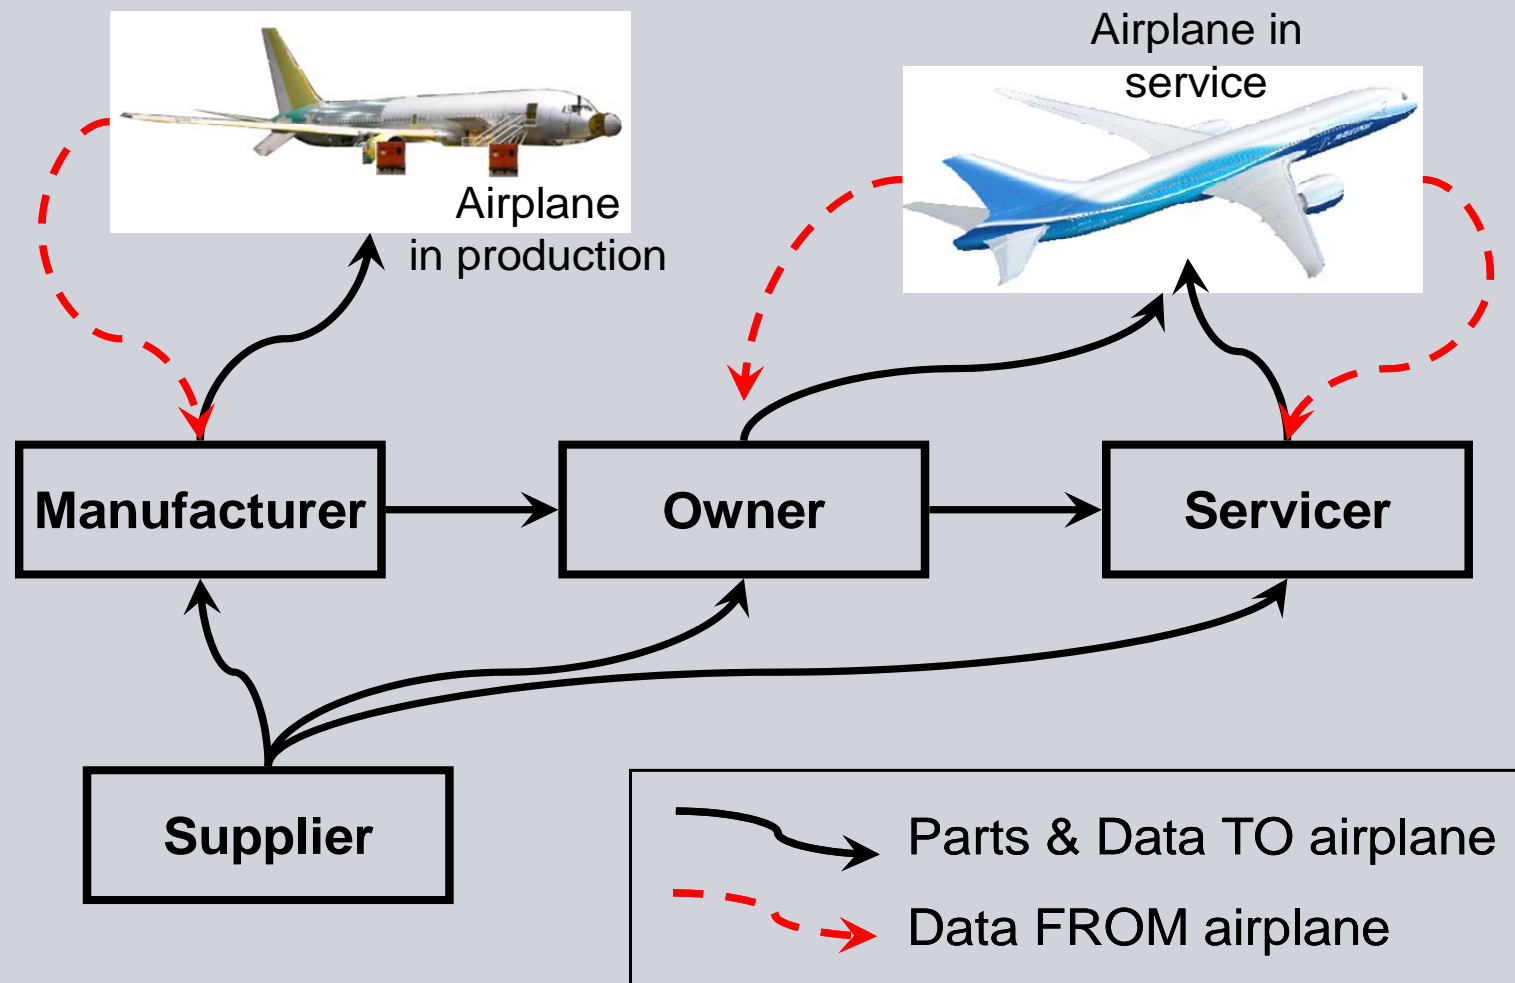 Airplane in
service
Airplane
in production
Manufacturer
Owner
Servicer
Supplier
Parts & Data TO airplane
Data FROM airplane